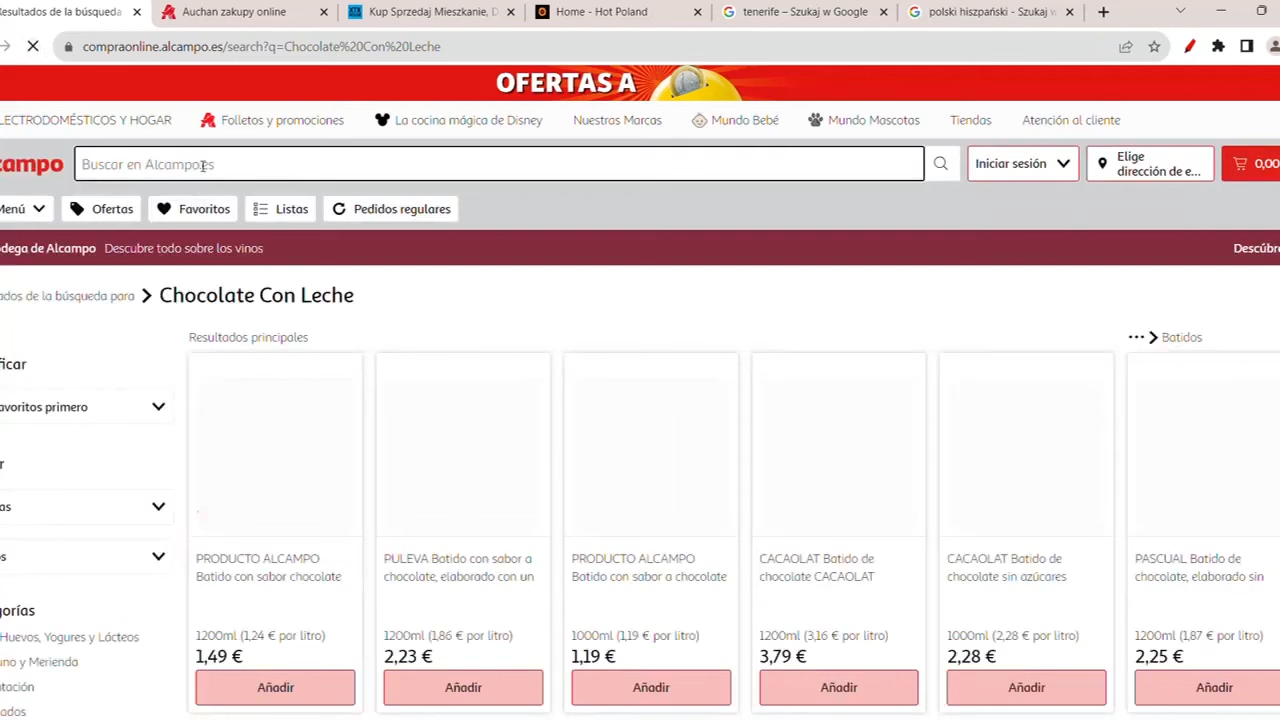 esultados de la búsqueda
Auchan zakupy online
Kup Sprzedaj Mieszkanie, D
Home - Hot Poland
tenerife – Szukaj w Google
polski hiszpański - Szukaj w
compraonline.alcampo.es/search?q=Chocolate%20Con%20Leche
OFERTAS A
LECTRODOMÉSTICOS Y HOGAR
Folletos y promociones
La cocina mágica de Disney
Nuestras Marcas
Mundo Bebé
Mundo Mascotas
Tiendas
Atención al cliente
campo
Buscar en Alcampo.es
Iniciar sesión
Elige
dirección de e...
0,00
Menú
Ofertas
Favoritos
Listas
Pedidos regulares
odega de Alcampo Descubre todo sobre los vinos
Descúbre
ados de la búsqueda para
Chocolate Con Leche
Resultados principales
··· Batidos
ficar
avoritos primero
r
as
os
gorías
Huevos, Yogures y Lácteos
uno y Merienda
ntación
ados
PRODUCTO ALCAMPO
Batido con sabor chocolate
1200ml (1,24 € por litro)
1,49 €
Añadir
PULEVA Batido con sabor a
chocolate, elaborado con un
1200ml (1,86 € por litro)
2,23 €
Añadir
PRODUCTO ALCAMPO
Batido con sabor a chocolate
1000ml (1,19 € por litro)
1,19 €
Añadir
CACAOLAT Batido de
chocolate CACAOLAT
1200ml (3,16 € por litro)
3,79 €
Añadir
CACAOLAT Batido de
chocolate sin azúcares
1000ml (2,28 € por litro)
2,28 €
Añadir
PASCUAL Batido de
chocolate, elaborado sin
1200ml (1,87 € por litro)
2,25 €
Añadir